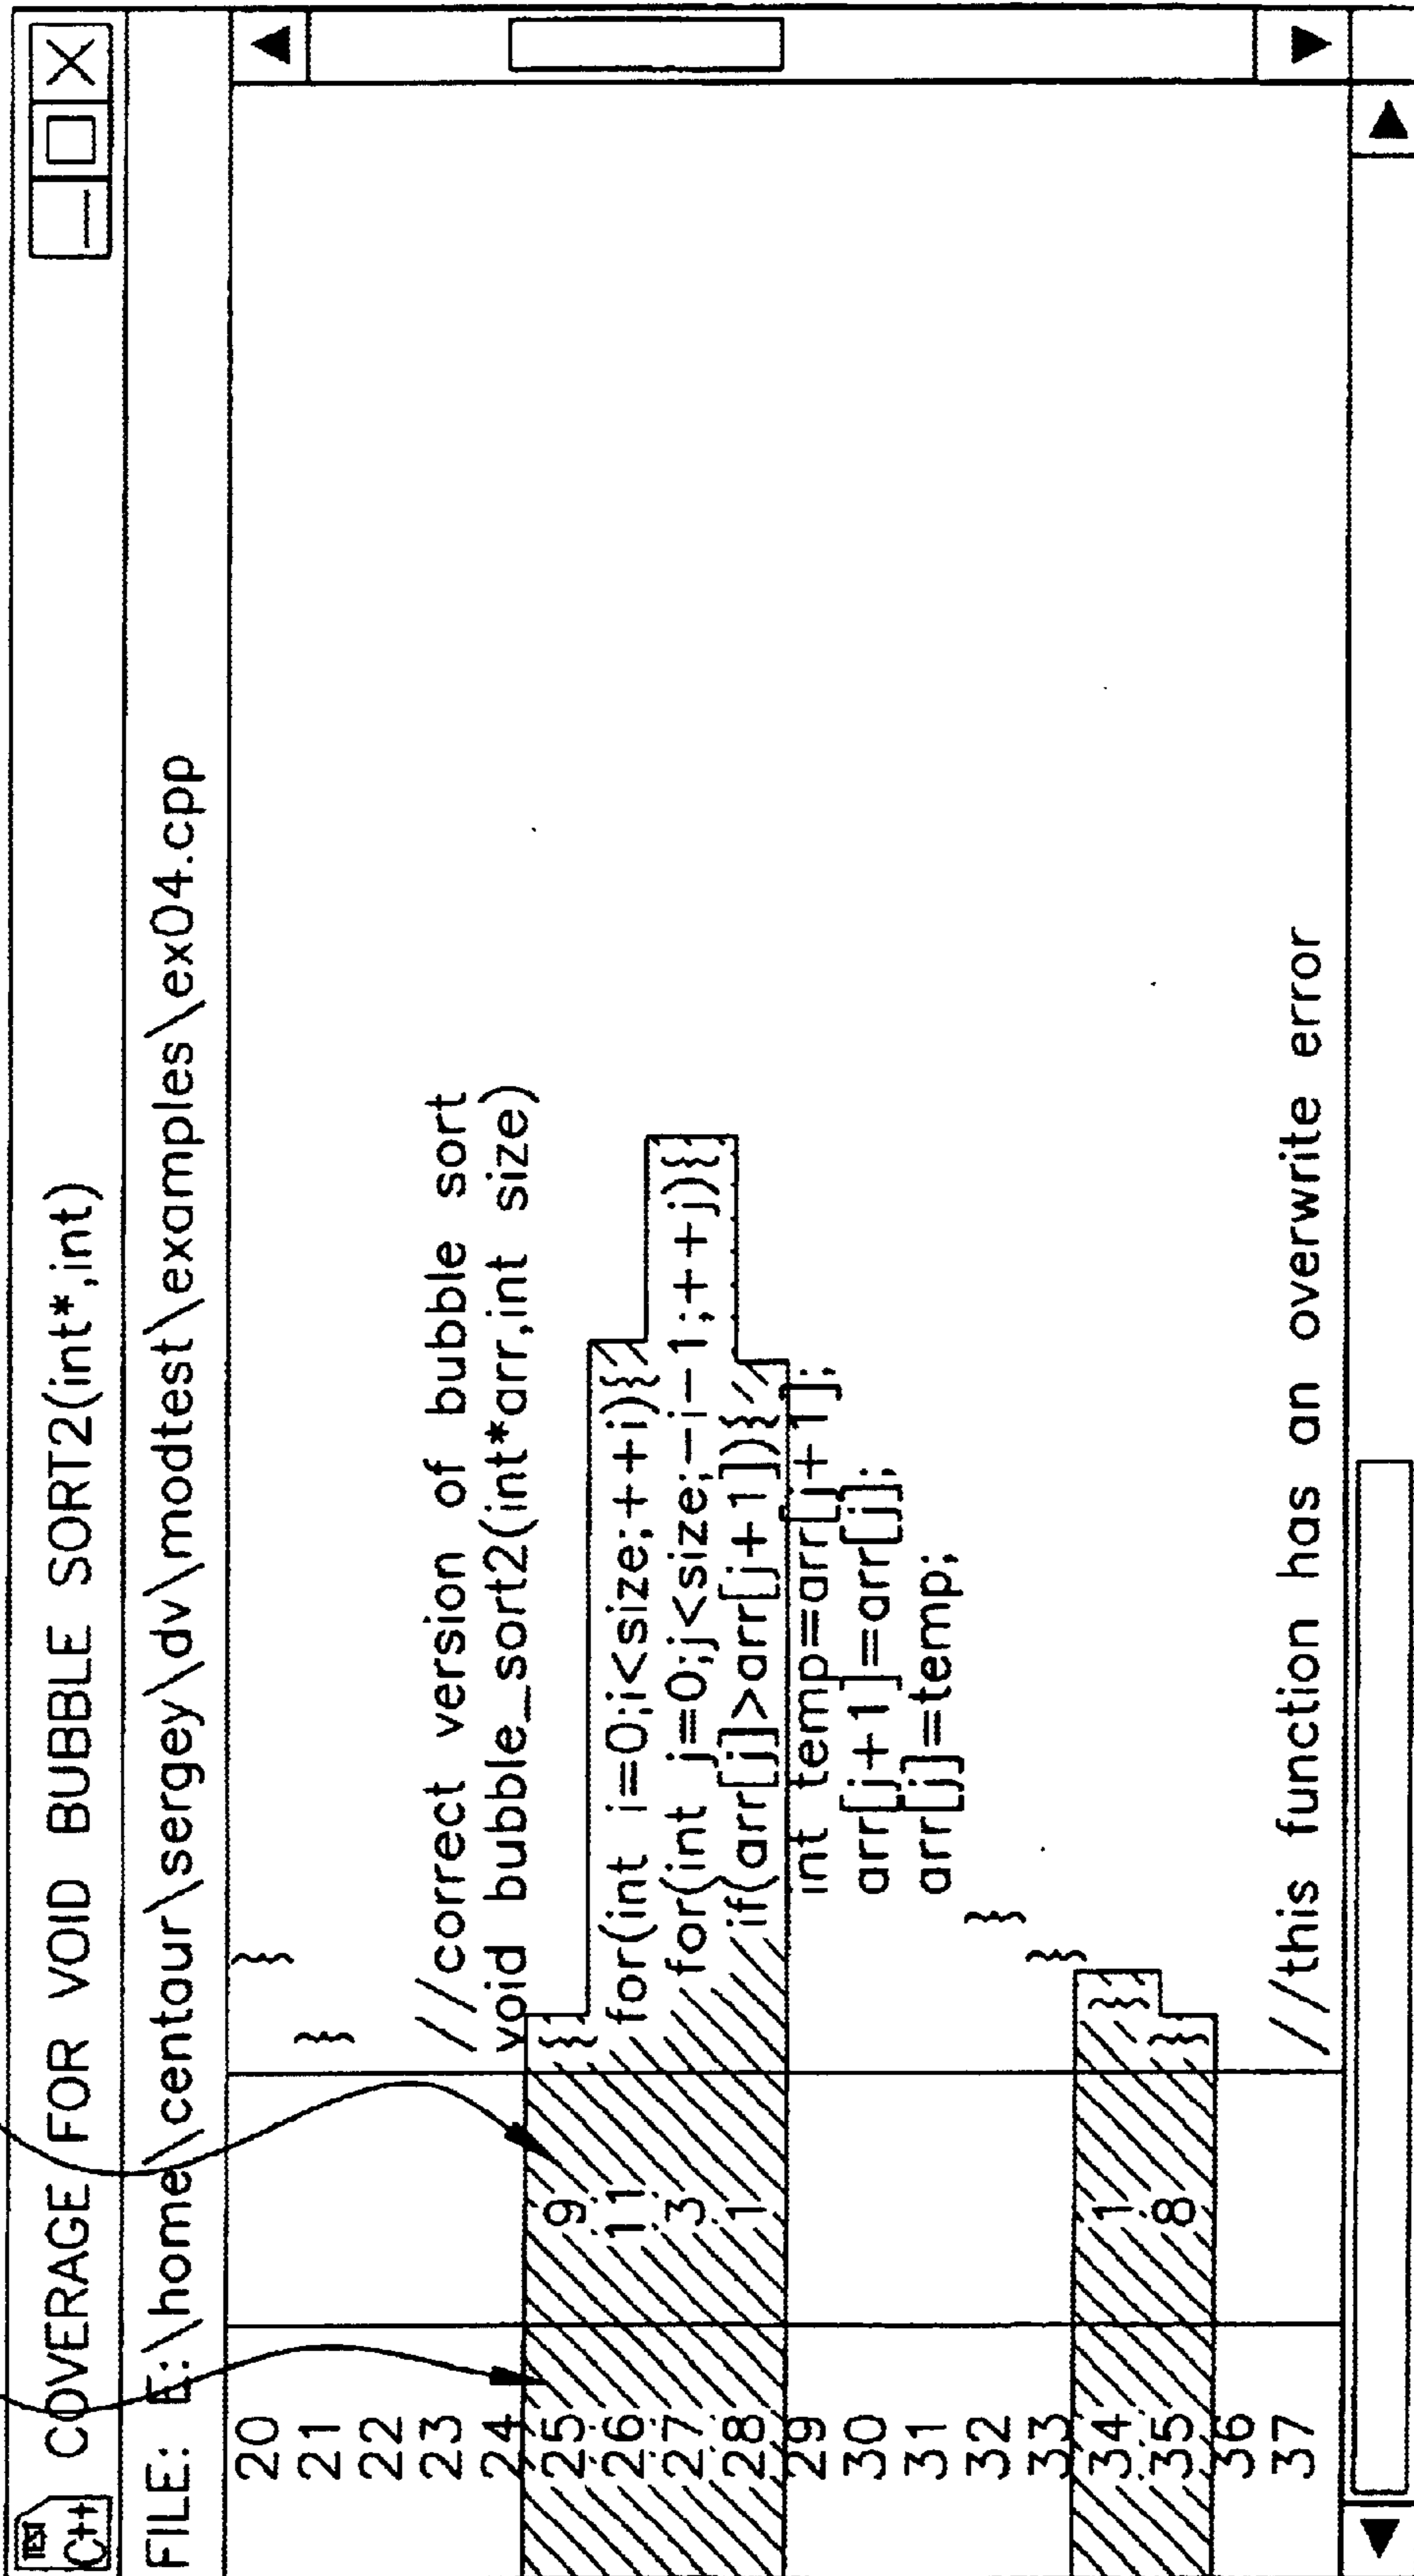 TEST
C++ COVERAGE FOR VOID BUBBLE SORT2(int*,int)
FILE: E:\home\centaur\sergey\dv\modtest\examples\ex04.cpp
20 }
21 }
22
23 //correct version of bubble sort
24 void bubble_sort2(int*arr,int size)
25 9 {
26 11 for(int i=0;i<size;++i){
27 3 for(int j=0;j<size;-i-1;++j){
28 1 if(arr[j]>arr[j+1]){
29 int temp=arr[j+1];
30 arr[j+1]=arr[j];
31 arr[j]=temp;
32 }
33 }
34 1 }
35 8 }
36
37 //this function has an overwrite error